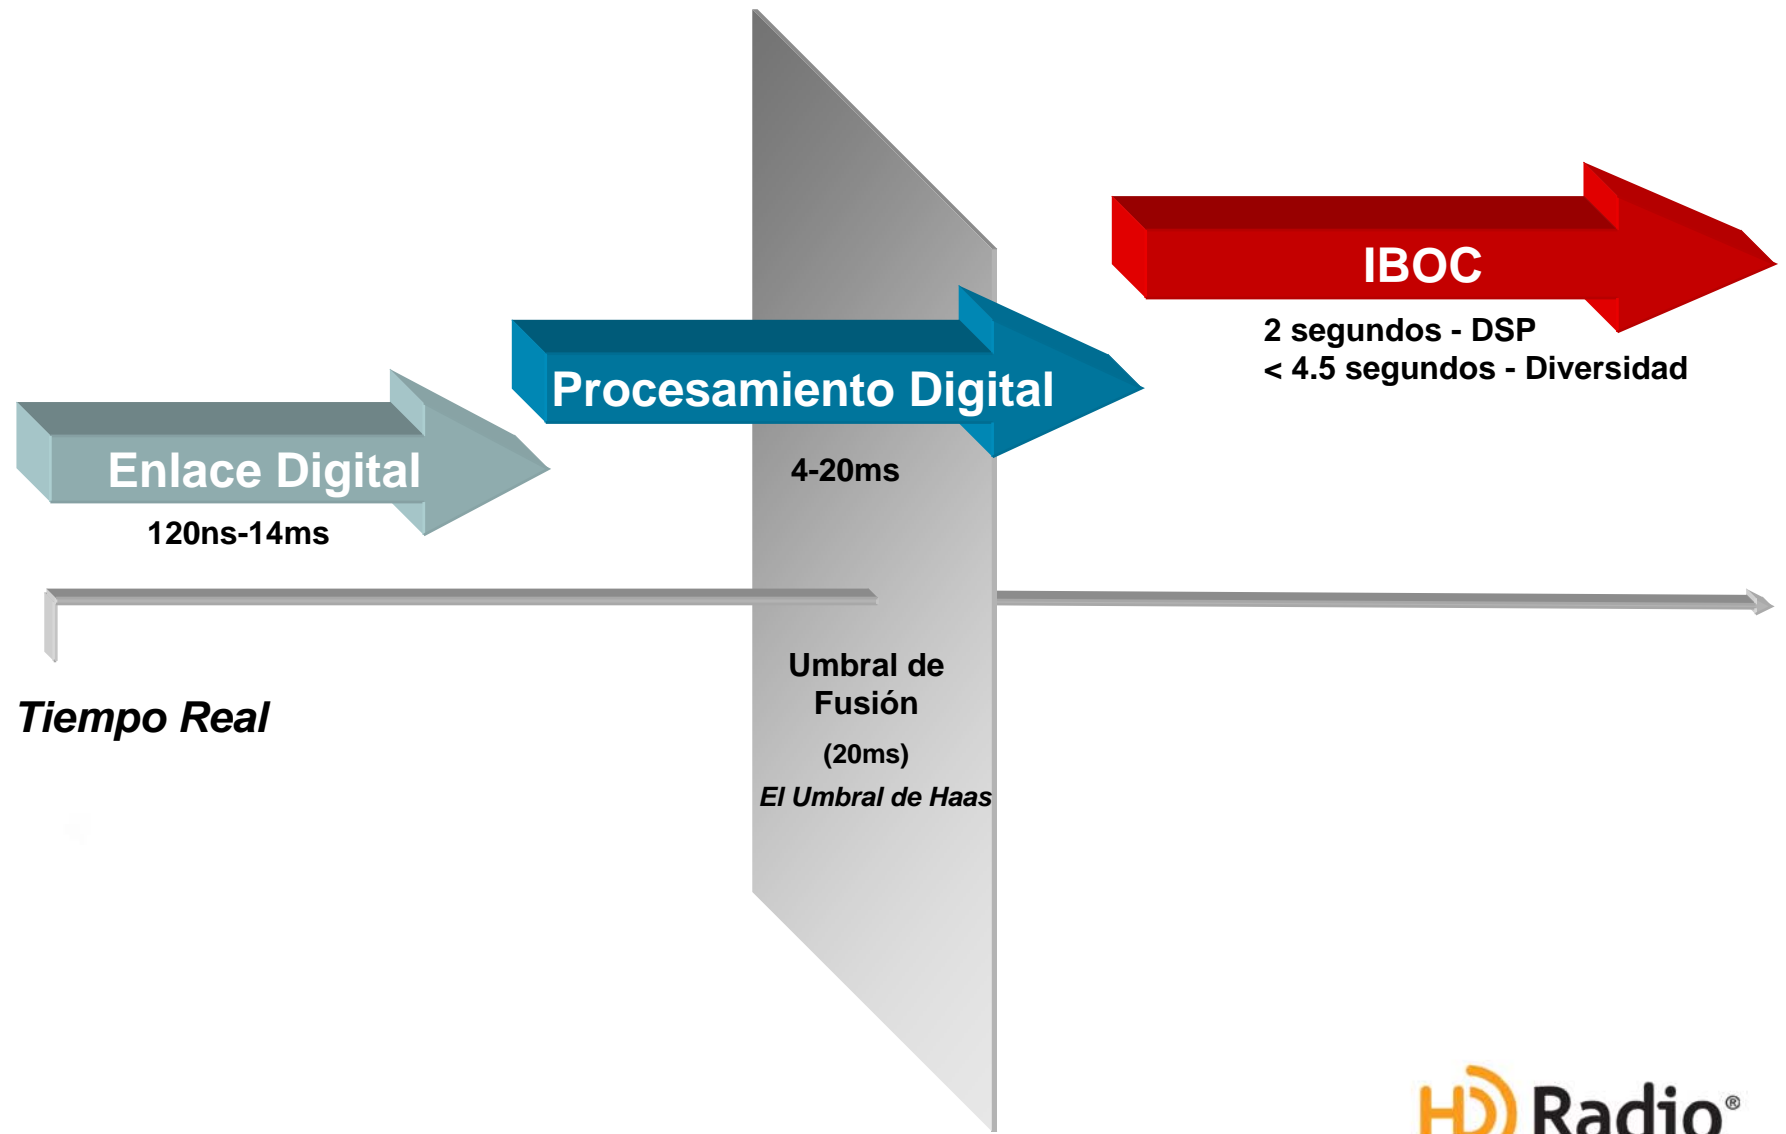 IBOC
2 segundos - DSP
< 4.5 segundos - Diversidad
Procesamiento Digital
4-20ms
Enlace Digital
120ns-14ms
Umbral de
Fusión
(20ms)
El Umbral de Haas
Tiempo Real
HD Radio®